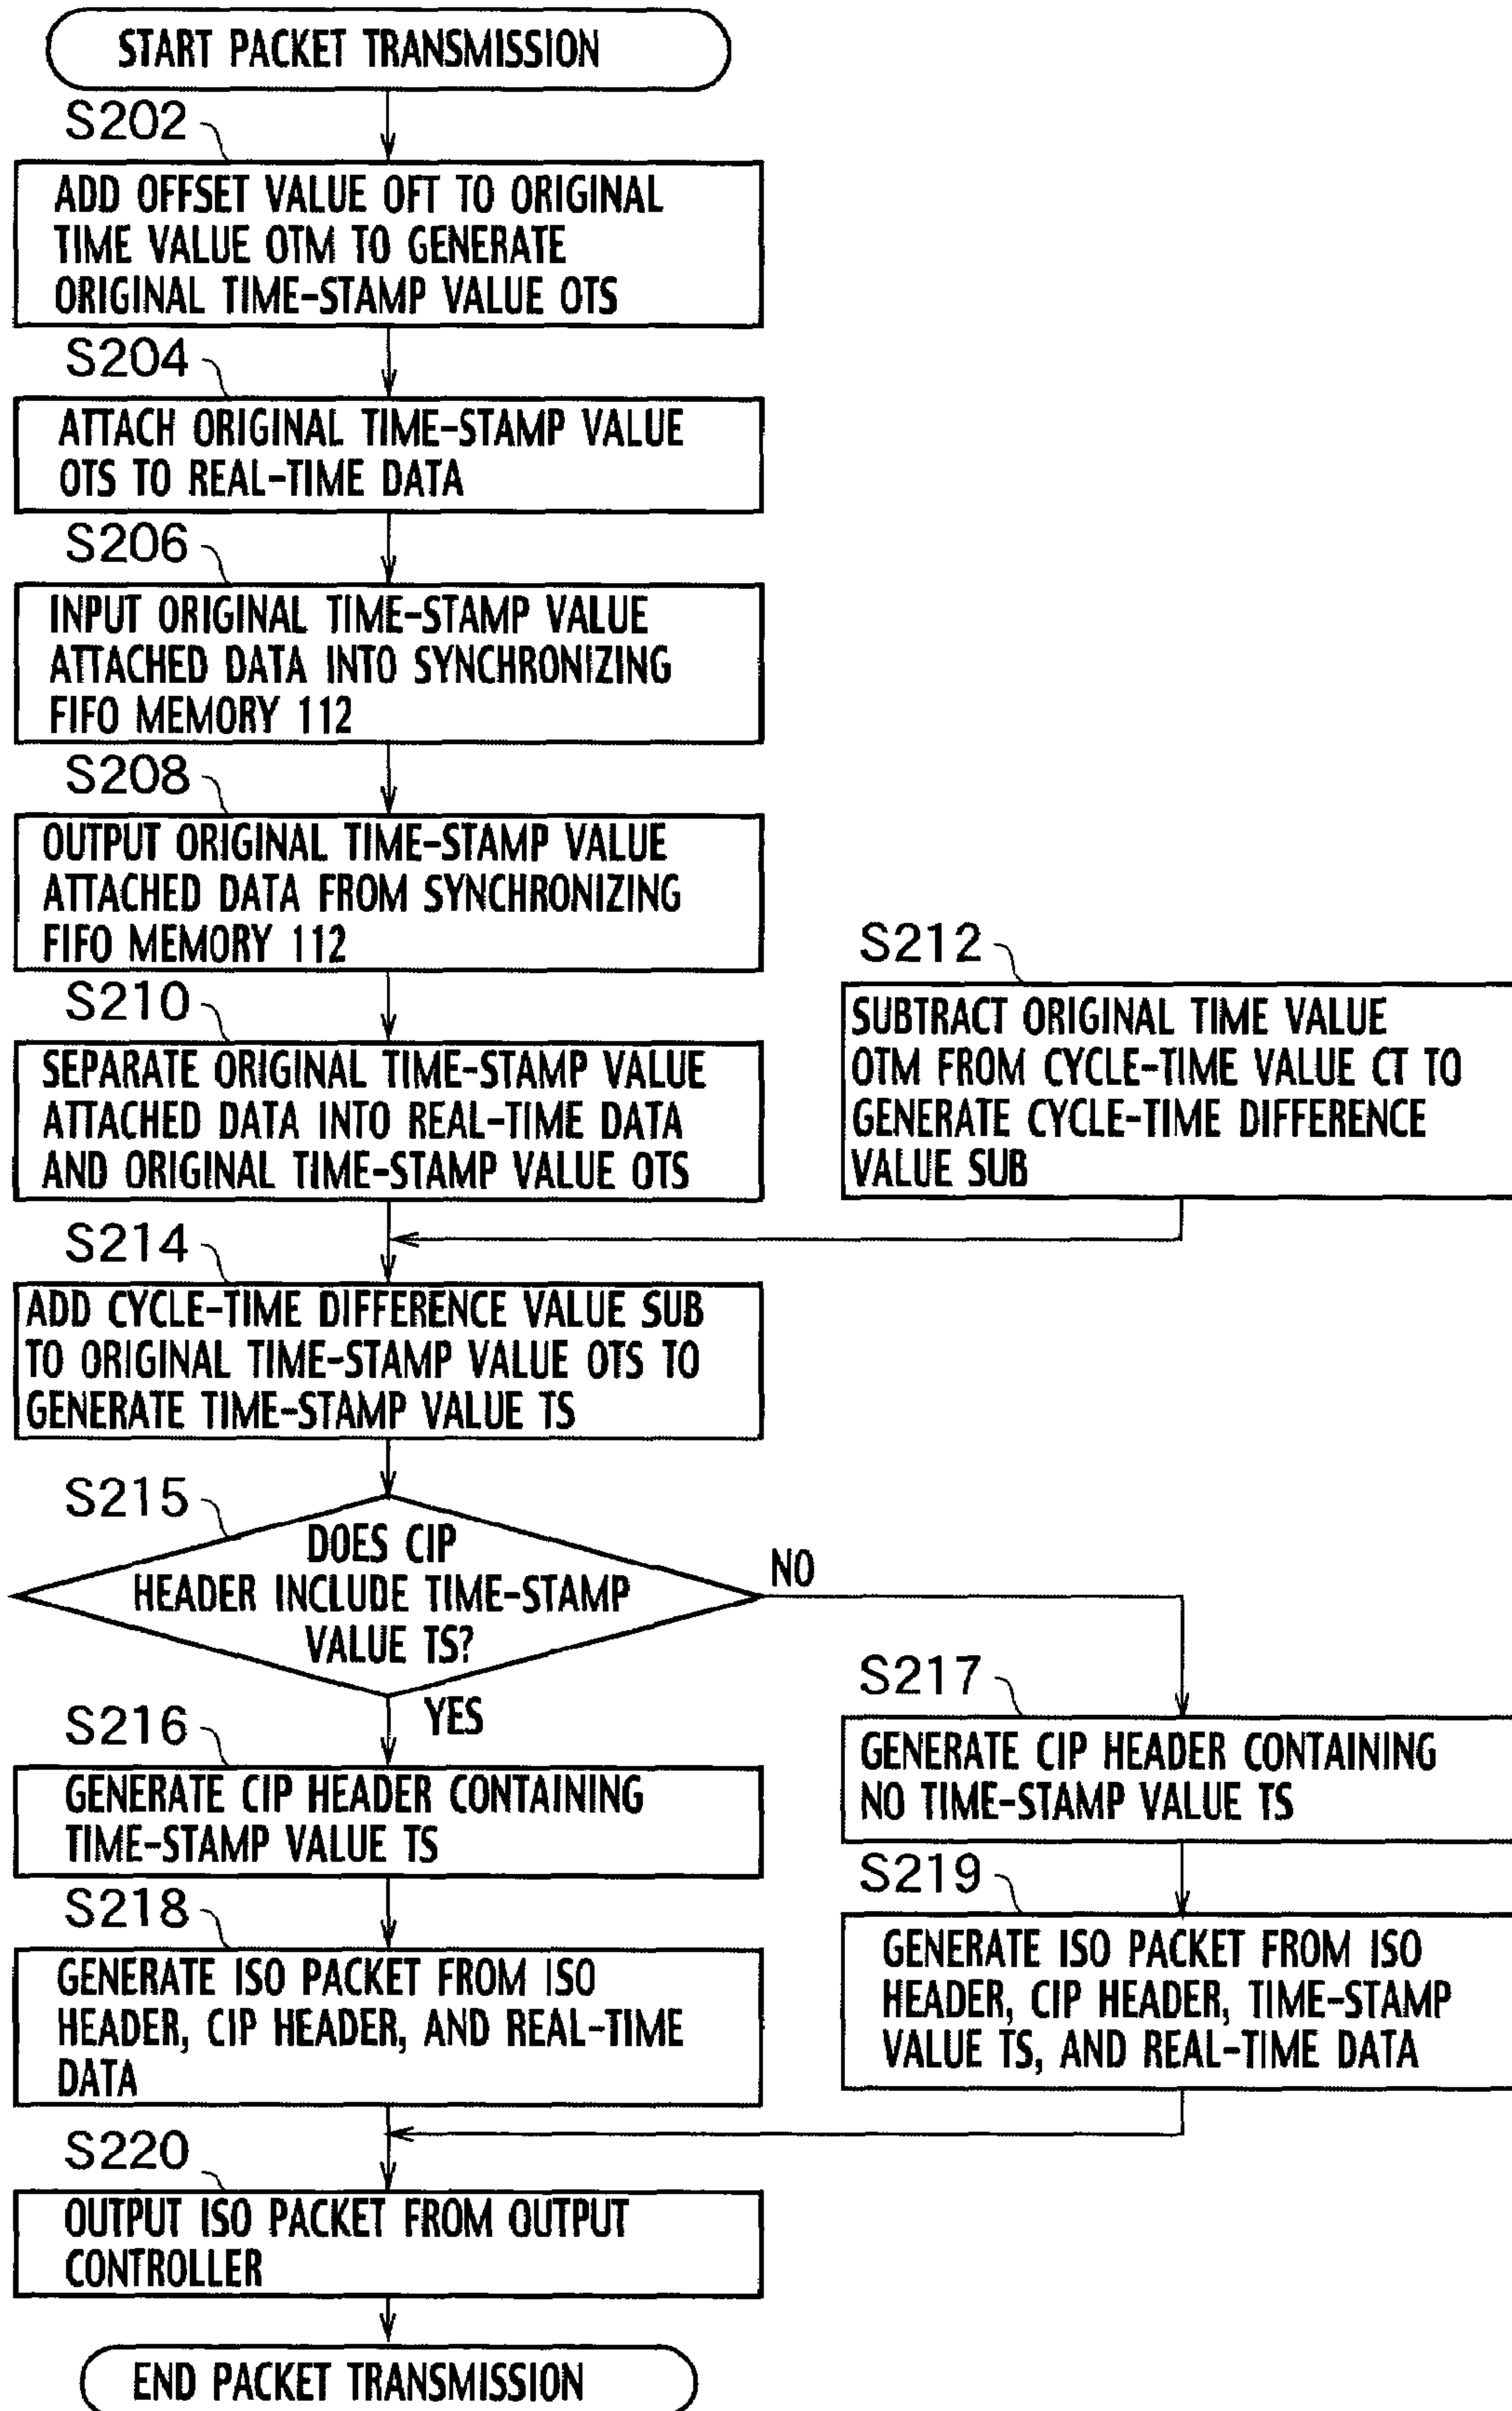 START PACKET TRANSMISSION
S202
ADD OFFSET VALUE OFT TO ORIGINAL
TIME VALUE OTM TO GENERATE
ORIGINAL TIME-STAMP VALUE OTS
S204
ATTACH ORIGINAL TIME-STAMP VALUE
OTS TO REAL-TIME DATA
S206
INPUT ORIGINAL TIME-STAMP VALUE
ATTACHED DATA INTO SYNCHRONIZING
FIFO MEMORY 112
S208
OUTPUT ORIGINAL TIME-STAMP VALUE
ATTACHED DATA FROM SYNCHRONIZING
FIFO MEMORY 112
S210
SEPARATE ORIGINAL TIME-STAMP VALUE
ATTACHED DATA INTO REAL-TIME DATA
AND ORIGINAL TIME-STAMP VALUE OTS
S212
SUBTRACT ORIGINAL TIME VALUE
OTM FROM CYCLE-TIME VALUE CT TO
GENERATE CYCLE-TIME DIFFERENCE
VALUE SUB
S214
ADD CYCLE-TIME DIFFERENCE VALUE SUB
TO ORIGINAL TIME-STAMP VALUE OTS TO
GENERATE TIME-STAMP VALUE TS
S215
DOES CIP
HEADER INCLUDE TIME-STAMP
VALUE TS?
NO
YES
S216
GENERATE CIP HEADER CONTAINING
TIME-STAMP VALUE TS
S217
GENERATE CIP HEADER CONTAINING
NO TIME-STAMP VALUE TS
S218
GENERATE ISO PACKET FROM ISO
HEADER, CIP HEADER, AND REAL-TIME
DATA
S219
GENERATE ISO PACKET FROM ISO
HEADER, CIP HEADER, TIME-STAMP
VALUE TS, AND REAL-TIME DATA
S220
OUTPUT ISO PACKET FROM OUTPUT
CONTROLLER
END PACKET TRANSMISSION